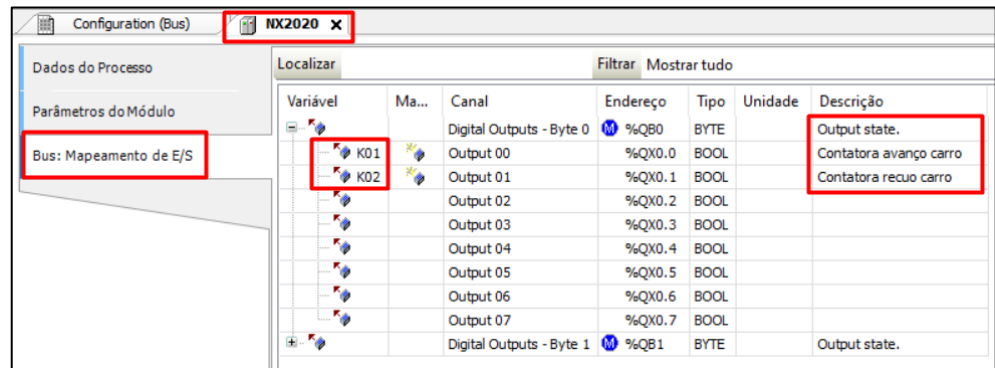 Configuration (Bus) NX2020 X
Dados do Processo
Parâmetros do Módulo
Bus: Mapeamento de E/S
Localizar Filtrar Mostrar tudo
Variável Ma... Canal Endereço Tipo Unidade Descrição
Digital Outputs - Byte 0 M %QB0 BYTE Output state.
K01 Output 00 %QX0.0 BOOL Contatora avanço carro
K02 Output 01 %QX0.1 BOOL Contatora recuo carro
Output 02 %QX0.2 BOOL
Output 03 %QX0.3 BOOL
Output 04 %QX0.4 BOOL
Output 05 %QX0.5 BOOL
Output 06 %QX0.6 BOOL
Output 07 %QX0.7 BOOL
Digital Outputs - Byte 1 M %QB1 BYTE Output state.